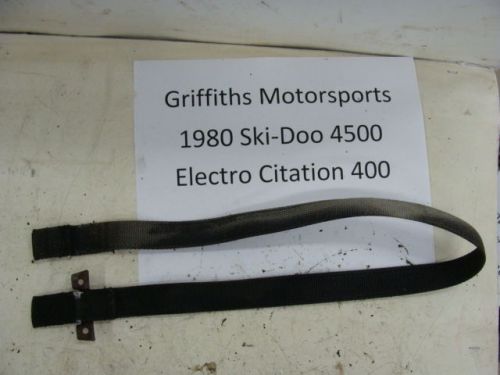 Griffiths Motorsports
1980 Ski-Doo 4500
Electro Citation 400